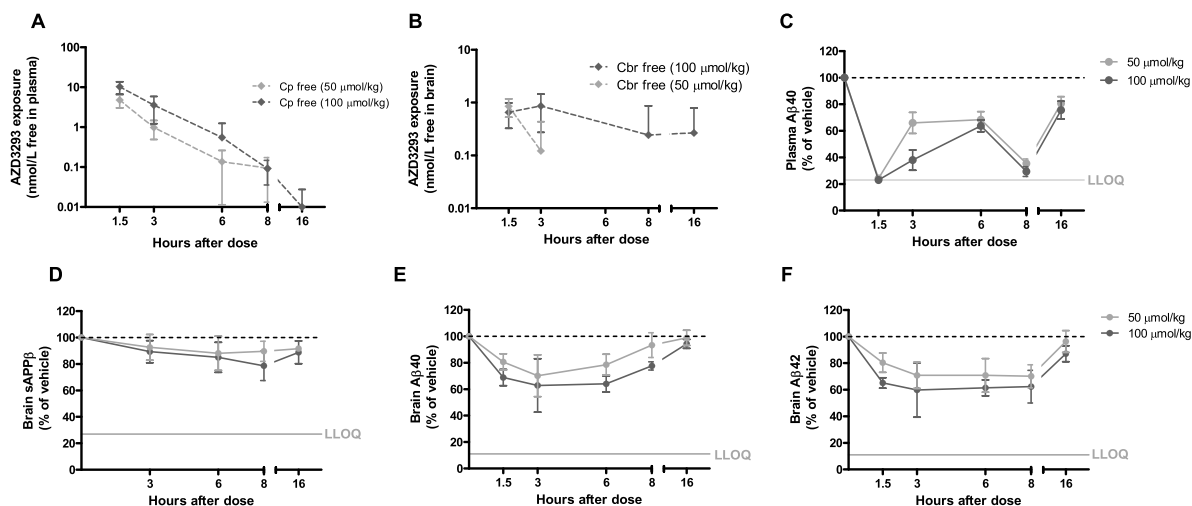 A
AZD3293 exposure
(nmol/L free in plasma)
100
10
1
0.1
0.01
Cp free (50 μmol/kg)
Cp free (100 μmol/kg)
1.5 3 6 8 16
Hours after dose
B
AZD3293 exposure
(nmol/L free in brain)
10
1
0.1
0.01
Cbr free (100 μmol/kg)
Cbr free (50 μmol/kg)
1.5 3 6 8 16
Hours after dose
C
Plasma Aβ40
(% of vehicle)
120
100
80
60
40
20
0
50 μmol/kg
100 μmol/kg
LLOQ
1.5 3 6 8 16
Hours after dose
D
Brain sAPPβ
(% of vehicle)
120
100
80
60
40
20
0
LLOQ
3 6 8 16
Hours after dose
E
Brain Aβ40
(% of vehicle)
120
100
80
60
40
20
0
LLOQ
1.5 3 6 8 16
Hours after dose
F
Brain Aβ42
(% of vehicle)
120
100
80
60
40
20
0
50 μmol/kg
100 μmol/kg
LLOQ
1.5 3 6 8 16
Hours after dose